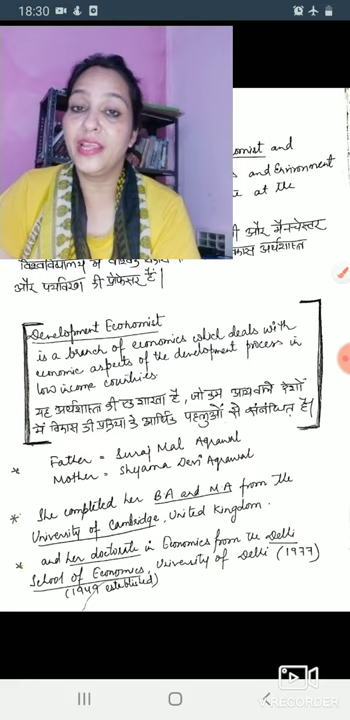 18:30
omist and
and Environment
at the
की और मैनचेस्टर
विकास अर्थशास्त्र
विश्वविद्यालय में
और पर्यावरण की प्रोफेसर हैं|
Development Economist
is a branch of economics which deals with
economic aspects of the development process in
low income countries.
यह अर्थशास्त्र की एक शाखा है, जो कम आय वाले देशों
में विकास की प्रक्रिया के आर्थिक पहलुओं से संबंधित है|
* Father = Suraj Mal Agrawal
Mother = Shyama Devi Agrawal
* She completed her BA and MA from The
University of Cambridge, United Kingdom.
* and her doctorate in Economics from the Delhi
School of Economics, University of Delhi (1977)
(1949 established)
VRECORDER